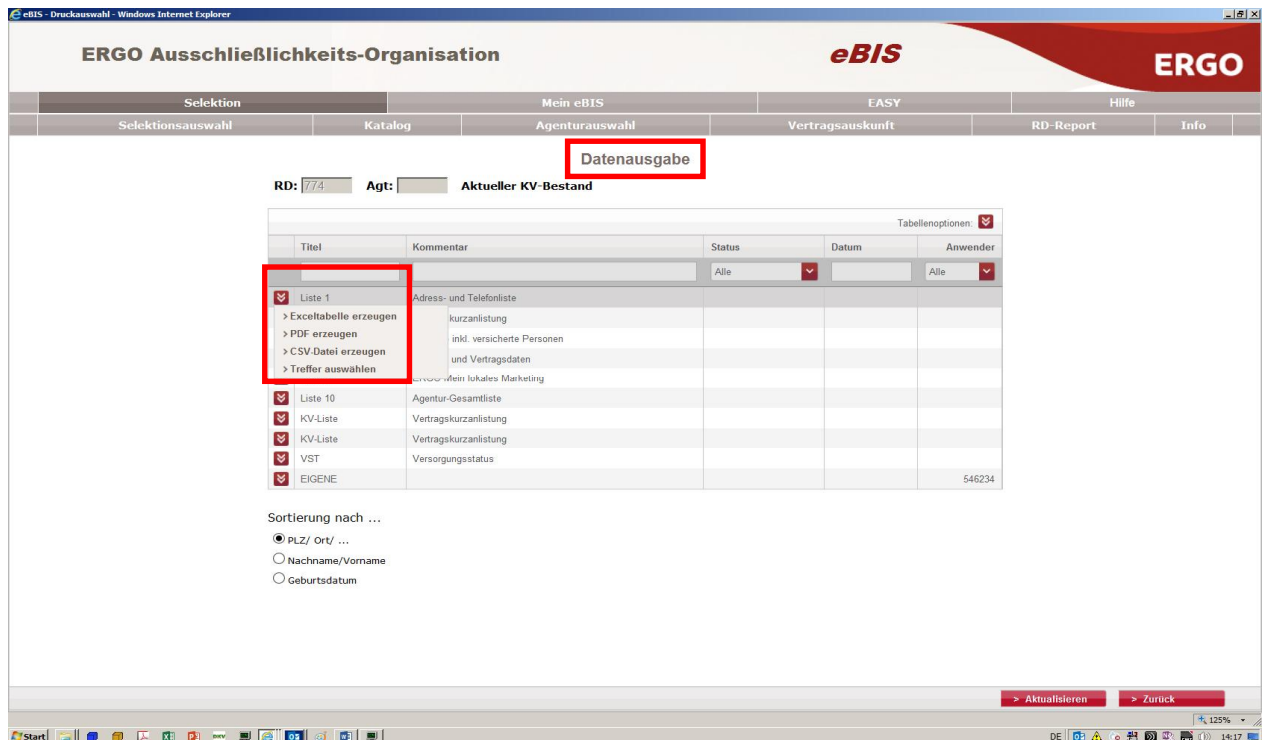 eBIS - Druckauswahl - Windows Internet Explorer
ERGO Ausschließlichkeits-Organisation
eBIS
ERGO
Selektion Mein eBIS EASY Hilfe
Selektionsauswahl Katalog Agenturauswahl Vertragsauskunft RD-Report Info
Datenausgabe
RD: 774 Agt: Aktueller KV-Bestand
Tabellenoptionen:
Titel Kommentar Status Datum Anwender
Alle Alle
Liste 1 Adress- und Telefonliste
> Exceltabelle erzeugen kurzanlistung
> PDF erzeugen inkl. versicherte Personen
> CSV-Datei erzeugen und Vertragsdaten
> Treffer auswählen
ERGO Mein lokales Marketing
Liste 10 Agentur-Gesamtliste
KV-Liste Vertragskurzanlistung
KV-Liste Vertragskurzanlistung
VST Versorgungsstatus
EIGENE 546234
Sortierung nach ...
PLZ/ Ort/ ...
Nachname/Vorname
Geburtsdatum
> Aktualisieren > Zurück
125%
Start DE 14:17